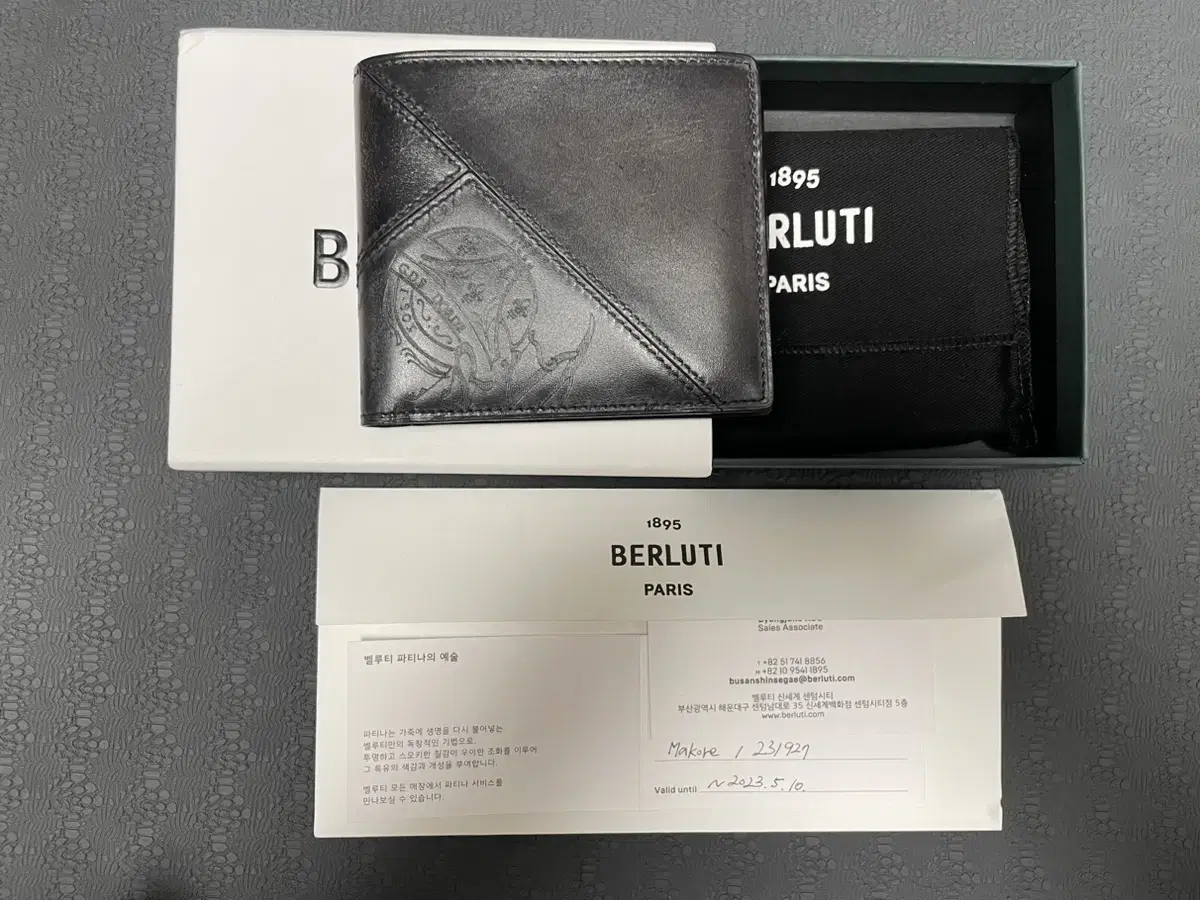 B
1895
RLUTI
PARIS
1895
BERLUTI
PARIS
벨루티 파티나의 예술
파티나는 가죽에 생명을 다시 불어넣는
벨루티만의 독창적인 기법으로,
투명하고 스모키한 질감이 우아한 조화를 이루어
그 특유의 색감과 개성을 부여합니다.
벨루티 모든 매장에서 파티나 서비스를
만나보실 수 있습니다.
Sales Associate
T +82 51 741 8856
M +82 10 9541 1895
busanshinsegae@berluti.com
벨루티 신세계 센텀시티
부산광역시 해운대구 센텀남대로 35 신세계백화점 센텀시티점 5층
www.berluti.com
Makore / 231927
Valid until ~2023.5.10.